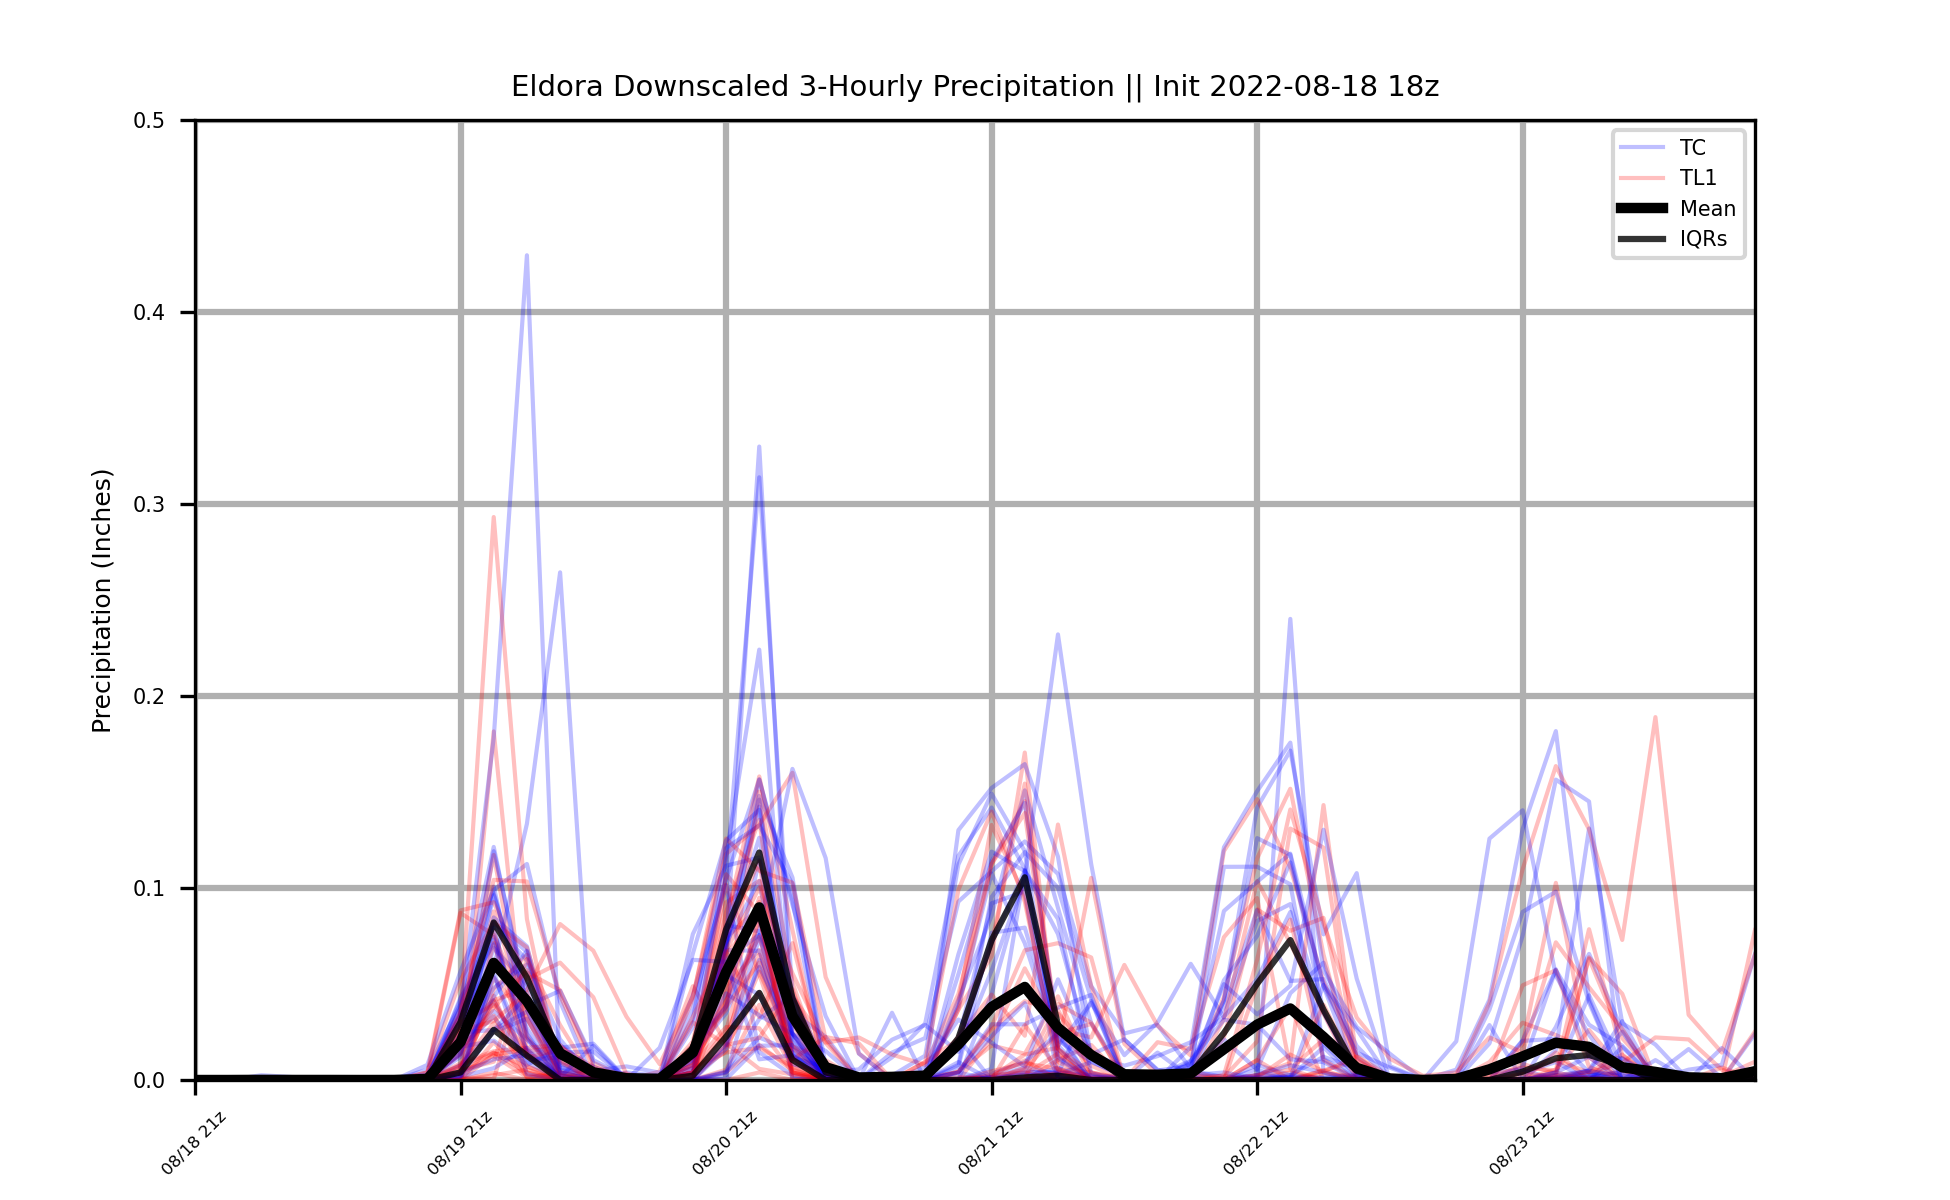 Eldora Downscaled 3-Hourly Precipitation || Init 2022-08-18 18z
TC
TL1
Mean
IQRs
Precipitation (Inches)
0.5
0.4
0.3
0.2
0.1
0.0
08/18 21z
08/19 21z
08/20 21z
08/21 21z
08/22 21z
08/23 21z